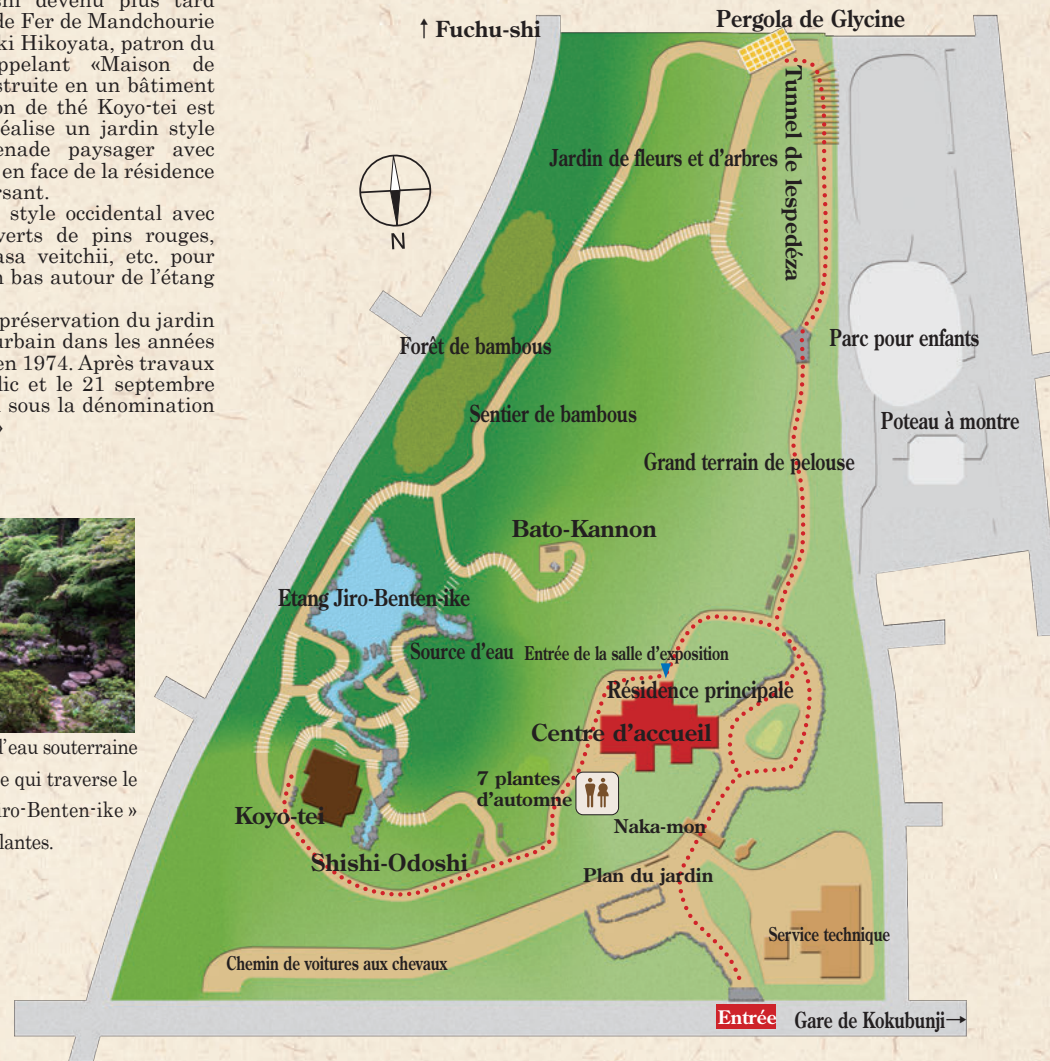 shi devenu plus tard
de Fer de Mandchourie
ki Hikoyata, patron du
ppelant «Maison de
struite en un bâtiment
on de thé Koyo-tei est
éalise un jardin style
enade paysager avec
en face de la résidence
rsant.
style occidental avec
verts de pins rouges,
asa veitchii, etc. pour
n bas autour de l'étang
préservation du jardin
urbain dans les années
en 1974. Après travaux
lic et le 21 septembre
sous la dénomination
»
l'eau souterraine
e qui traverse le
iro-Benten-ike »
lantes.
↑ Fuchu-shi
Pergola de Glycine
Tunnel de lespedéza
Jardin de fleurs et d'arbres
N
Forêt de bambous
Parc pour enfants
Sentier de bambous
Poteau à montre
Grand terrain de pelouse
Bato-Kannon
Etang Jiro-Benten-ike
Source d'eau
Entrée de la salle d'exposition
Résidence principale
Centre d'accueil
7 plantes
d'automne
Koyo-tei
Naka-mon
Shishi-Odoshi
Plan du jardin
Service technique
Chemin de voitures aux chevaux
Entrée
Gare de Kokubunji→